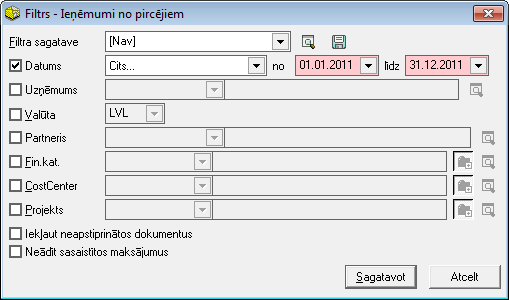 Filtrs - Ieņēmumi no pircējiem
Filtra sagatave [Nav]
Datums Cits... no 01.01.2011 līdz 31.12.2011
Uzņēmums
Valūta LVL
Partneris
Fin.kat.
CostCenter
Projekts
Iekļaut neapstiprinātos dokumentus
Neādīt sasaistītos maksājumus
Sagatavot Atcelt